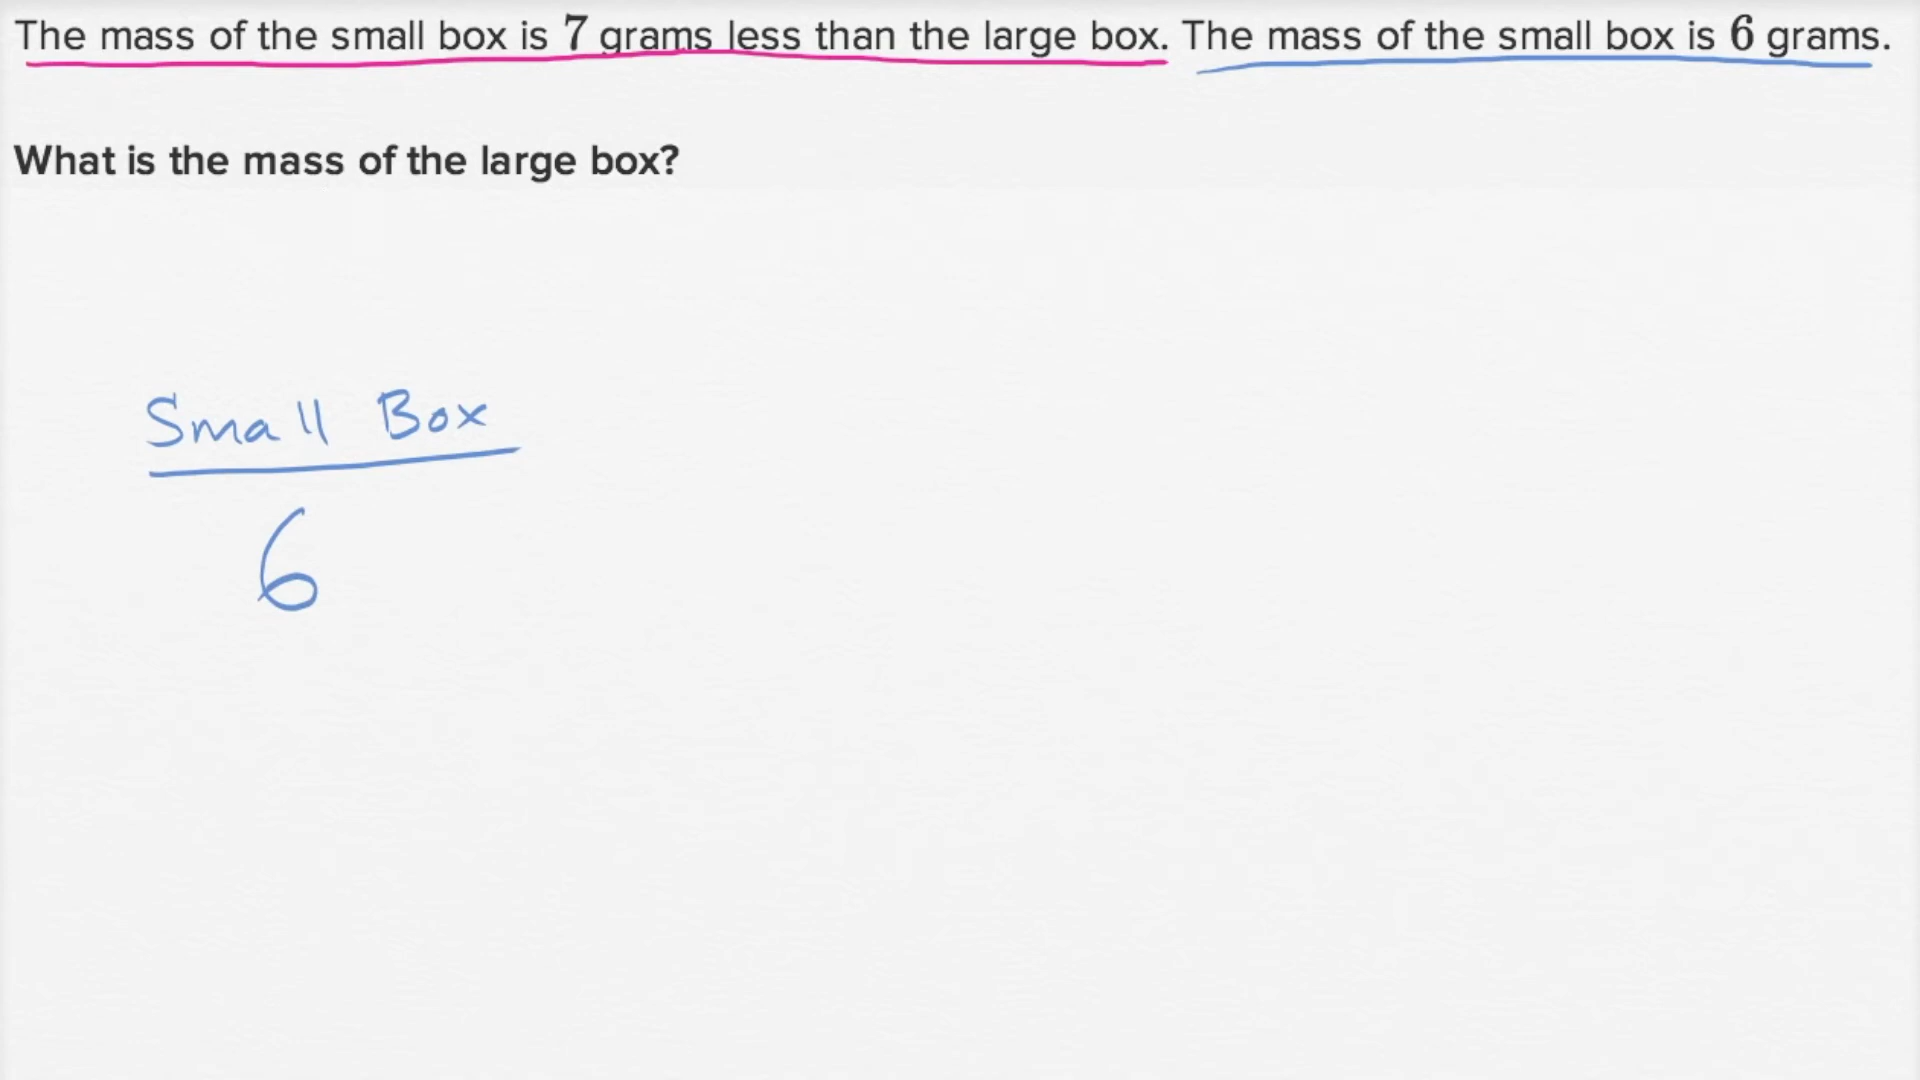 The mass of the small box is 7 grams less than the large box. The mass of the small box is 6 grams.
What is the mass of the large box?
Small Box
6